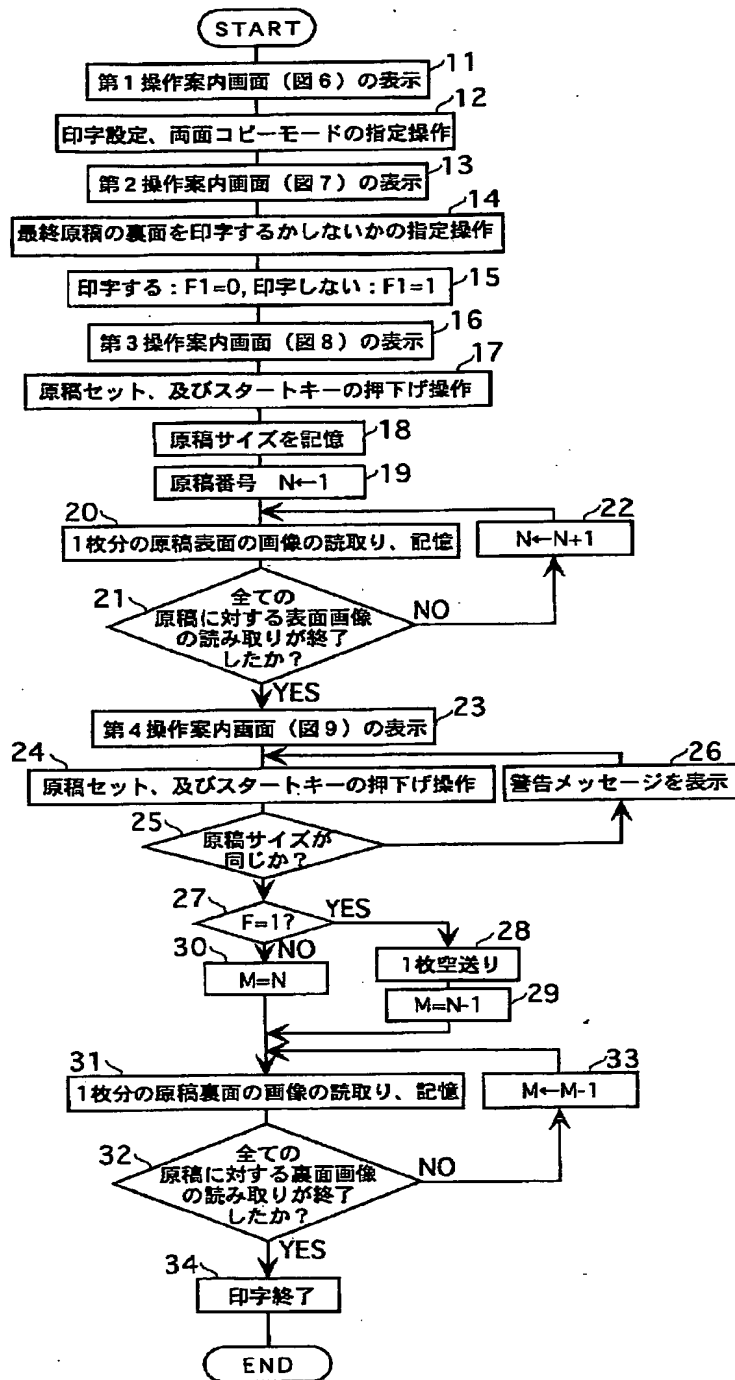 START
11
第1操作案内画面（図6）の表示
12
印字設定、両面コピーモードの指定操作
13
第2操作案内画面（図7）の表示
14
最終原稿の裏面を印字するかしないかの指定操作
15
印字する：F1=0, 印字しない：F1=1
16
第3操作案内画面（図8）の表示
17
原稿セット、及びスタートキーの押下げ操作
18
原稿サイズを記憶
19
原稿番号 N←1
20
1枚分の原稿表面の画像の読取り、記憶
22
N←N+1
21
全ての
原稿に対する表面画像
の読み取りが終了
したか？
NO
YES
23
第4操作案内画面（図9）の表示
24
原稿セット、及びスタートキーの押下げ操作
26
警告メッセージを表示
25
原稿サイズが
同じか？
27
F=1?
YES
NO
28
1枚空送り
29
M=N-1
30
M=N
31
1枚分の原稿裏面の画像の読取り、記憶
33
M←M-1
32
全ての
原稿に対する裏面画像
の読み取りが終了
したか？
NO
YES
34
印字終了
END